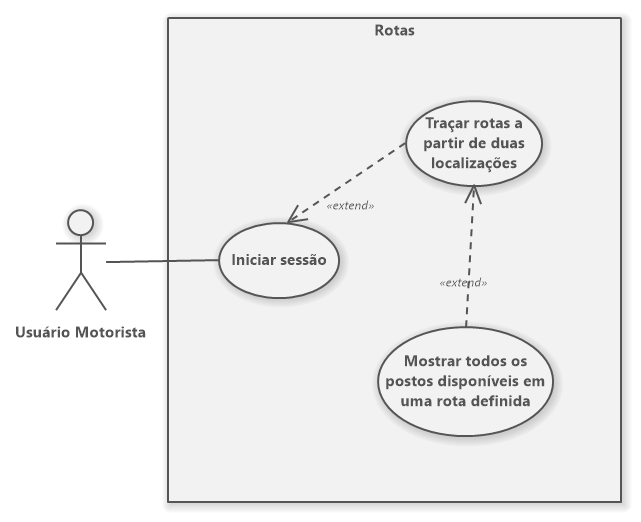 Rotas
Traçar rotas a
partir de duas
localizações
«extend»
Iniciar sessão
«extend»
Usuário Motorista
Mostrar todos os
postos disponíveis em
uma rota definida